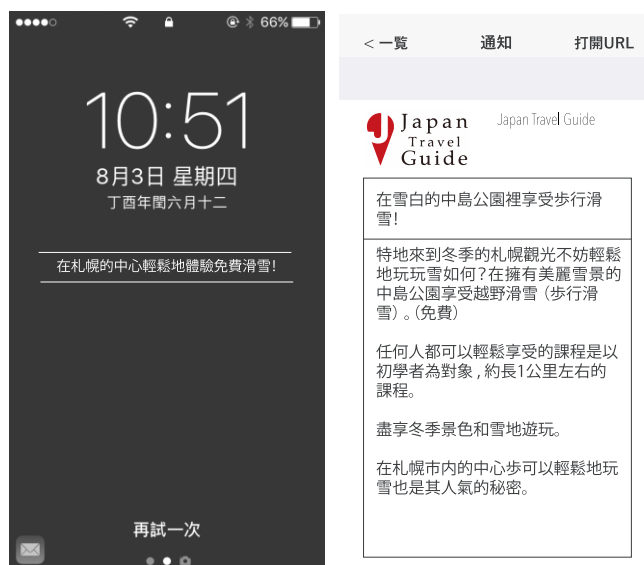 66%
10:51
8月3日 星期四
丁酉年閏六月十二
在札幌的中心輕鬆地體驗免費滑雪!
再試一次
< 一覧 通知 打開URL
Japan Travel Guide
Japan Travel Guide
在雪白的中島公園裡享受歩行滑
雪!
特地來到冬季的札幌觀光不妨輕鬆
地玩玩雪如何?在擁有美麗雪景的
中島公園享受越野滑雪(歩行滑
雪)。(免費)
任何人都可以輕鬆享受的課程是以
初學者為對象,約長1公里左右的
課程。
盡享冬季景色和雪地遊玩。
在札幌市内的中心歩可以輕鬆地玩
雪也是其人氣的秘密。